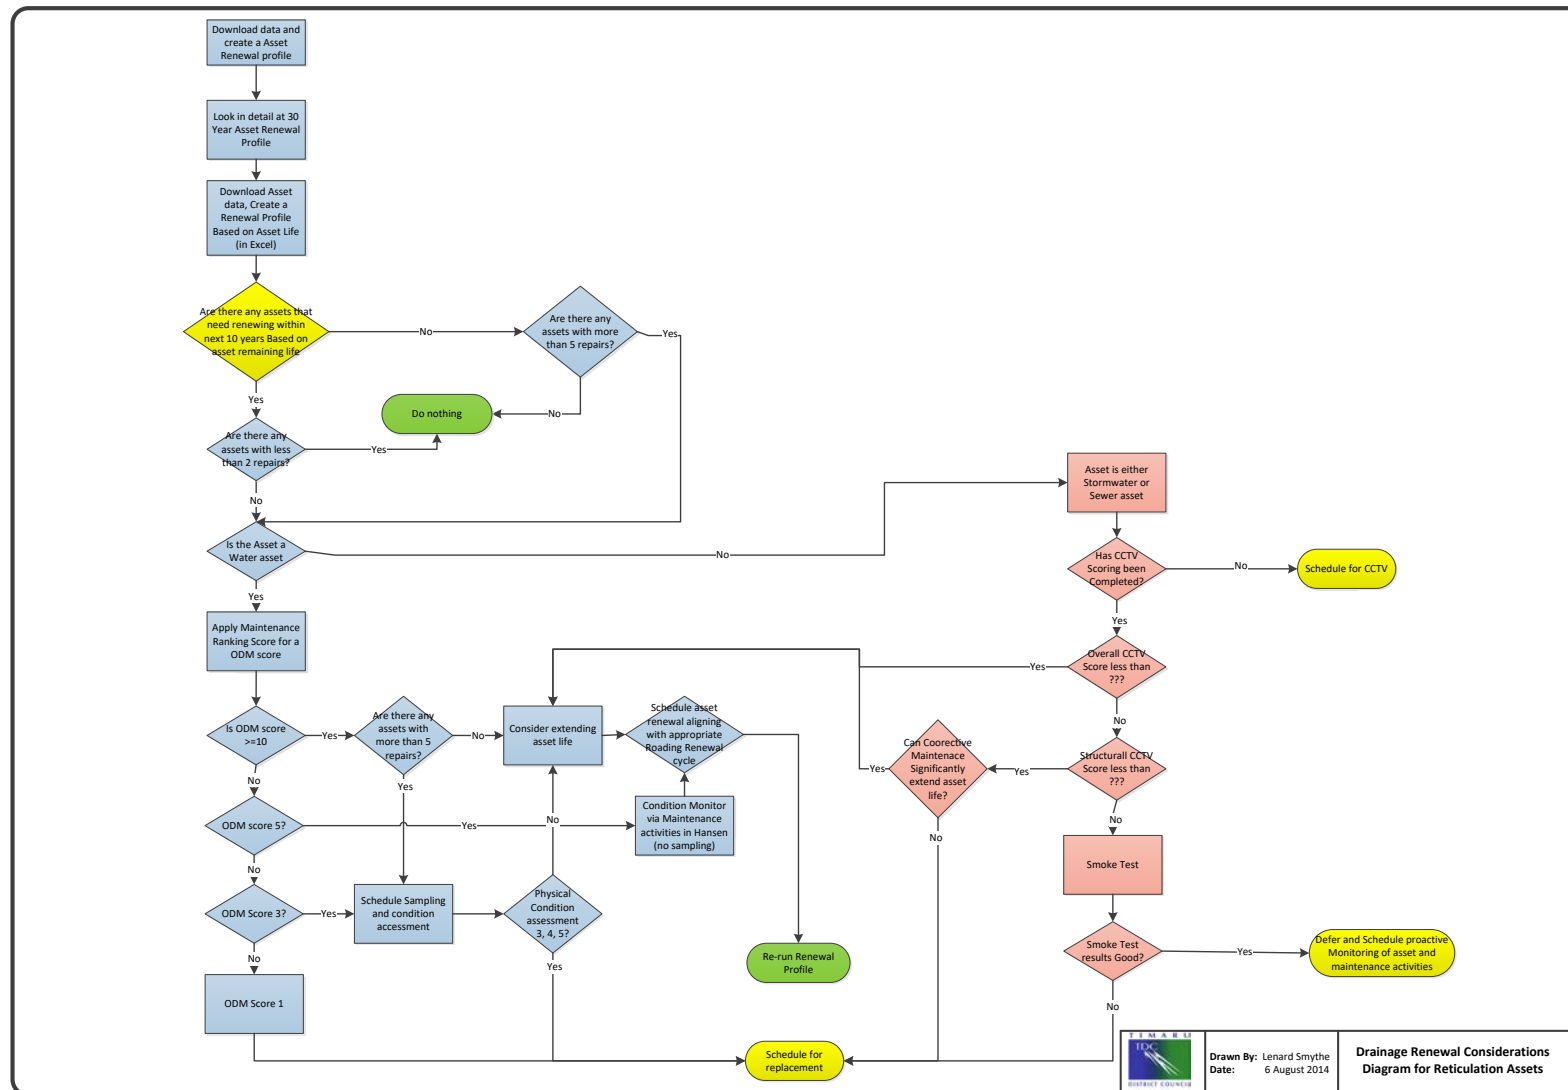 Download data and
create a Asset
Renewal profile
Look in detail at 30
Year Asset Renewal
Profile
Download Asset
data, Create a
Renewal Profile
Based on Asset Life
(in Excel)
Are there any assets that
need renewing within
next 10 years Based on
asset remaining life
No
Are there any
assets with more
than 5 repairs?
Yes
Yes
Do nothing
No
Are there any
assets with less
than 2 repairs?
Yes
No
Is the Asset a
Water asset
No
Yes
Asset is either
Stormwater or
Sewer asset
Has CCTV
Scoring been
Completed?
No
Schedule for CCTV
Yes
Overall CCTV
Score less than
???
Yes
No
Structurall CCTV
Score less than
???
Yes
Can Coorective
Maintenace
Significantly
extend asset
life?
Yes
No
No
Smoke Test
Smoke Test
results Good?
Yes
Defer and Schedule proactive
Monitoring of asset and
maintenance activities
No
Apply Maintenance
Ranking Score for a
ODM score
Is ODM score
>=10
Yes
Are there any
assets with
more than 5
repairs?
No
Consider extending
asset life
Schedule asset
renewal aligning
with appropriate
Roading Renewal
cycle
No
Yes
ODM score 5?
Yes
No
Condition Monitor
via Maintenance
activities in Hansen
(no sampling)
No
ODM Score 3?
Yes
Schedule Sampling
and condition
accessment
Physical
Condition
assessment
3, 4, 5?
Yes
Re-run Renewal
Profile
No
ODM Score 1
Schedule for
replacement
TIMARU
TDC
DISTRICT COUNCIL
Drawn By: Lenard Smythe
Date: 6 August 2014
Drainage Renewal Considerations
Diagram for Reticulation Assets